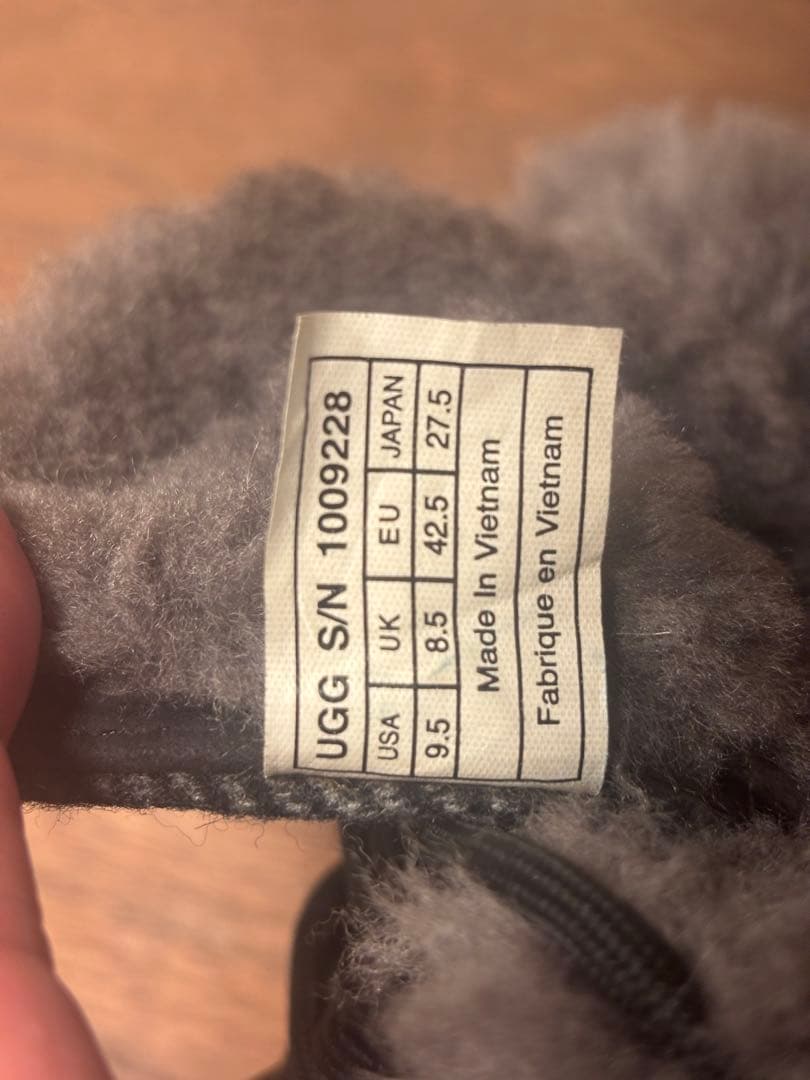 UGG S/N 1009228
USA UK EU JAPAN
9.5 8.5 42.5 27.5
Made In Vietnam
Fabrique en Vietnam